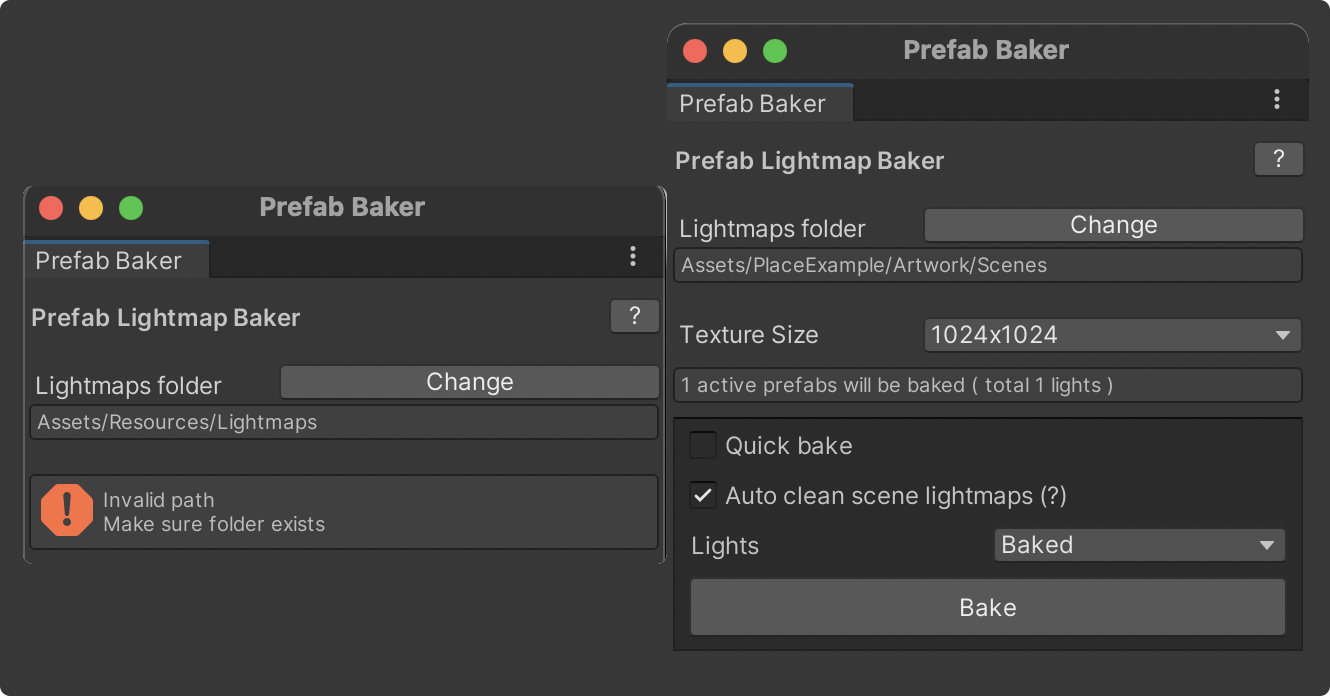 Prefab Baker
Prefab Baker
Prefab Lightmap Baker
?
Lightmaps folder
Change
Assets/Resources/Lightmaps
Invalid path
Make sure folder exists
Prefab Baker
Prefab Baker
Prefab Lightmap Baker
?
Lightmaps folder
Change
Assets/PlaceExample/Artwork/Scenes
Texture Size
1024x1024
1 active prefabs will be baked ( total 1 lights )
Quick bake
Auto clean scene lightmaps (?)
Lights
Baked
Bake